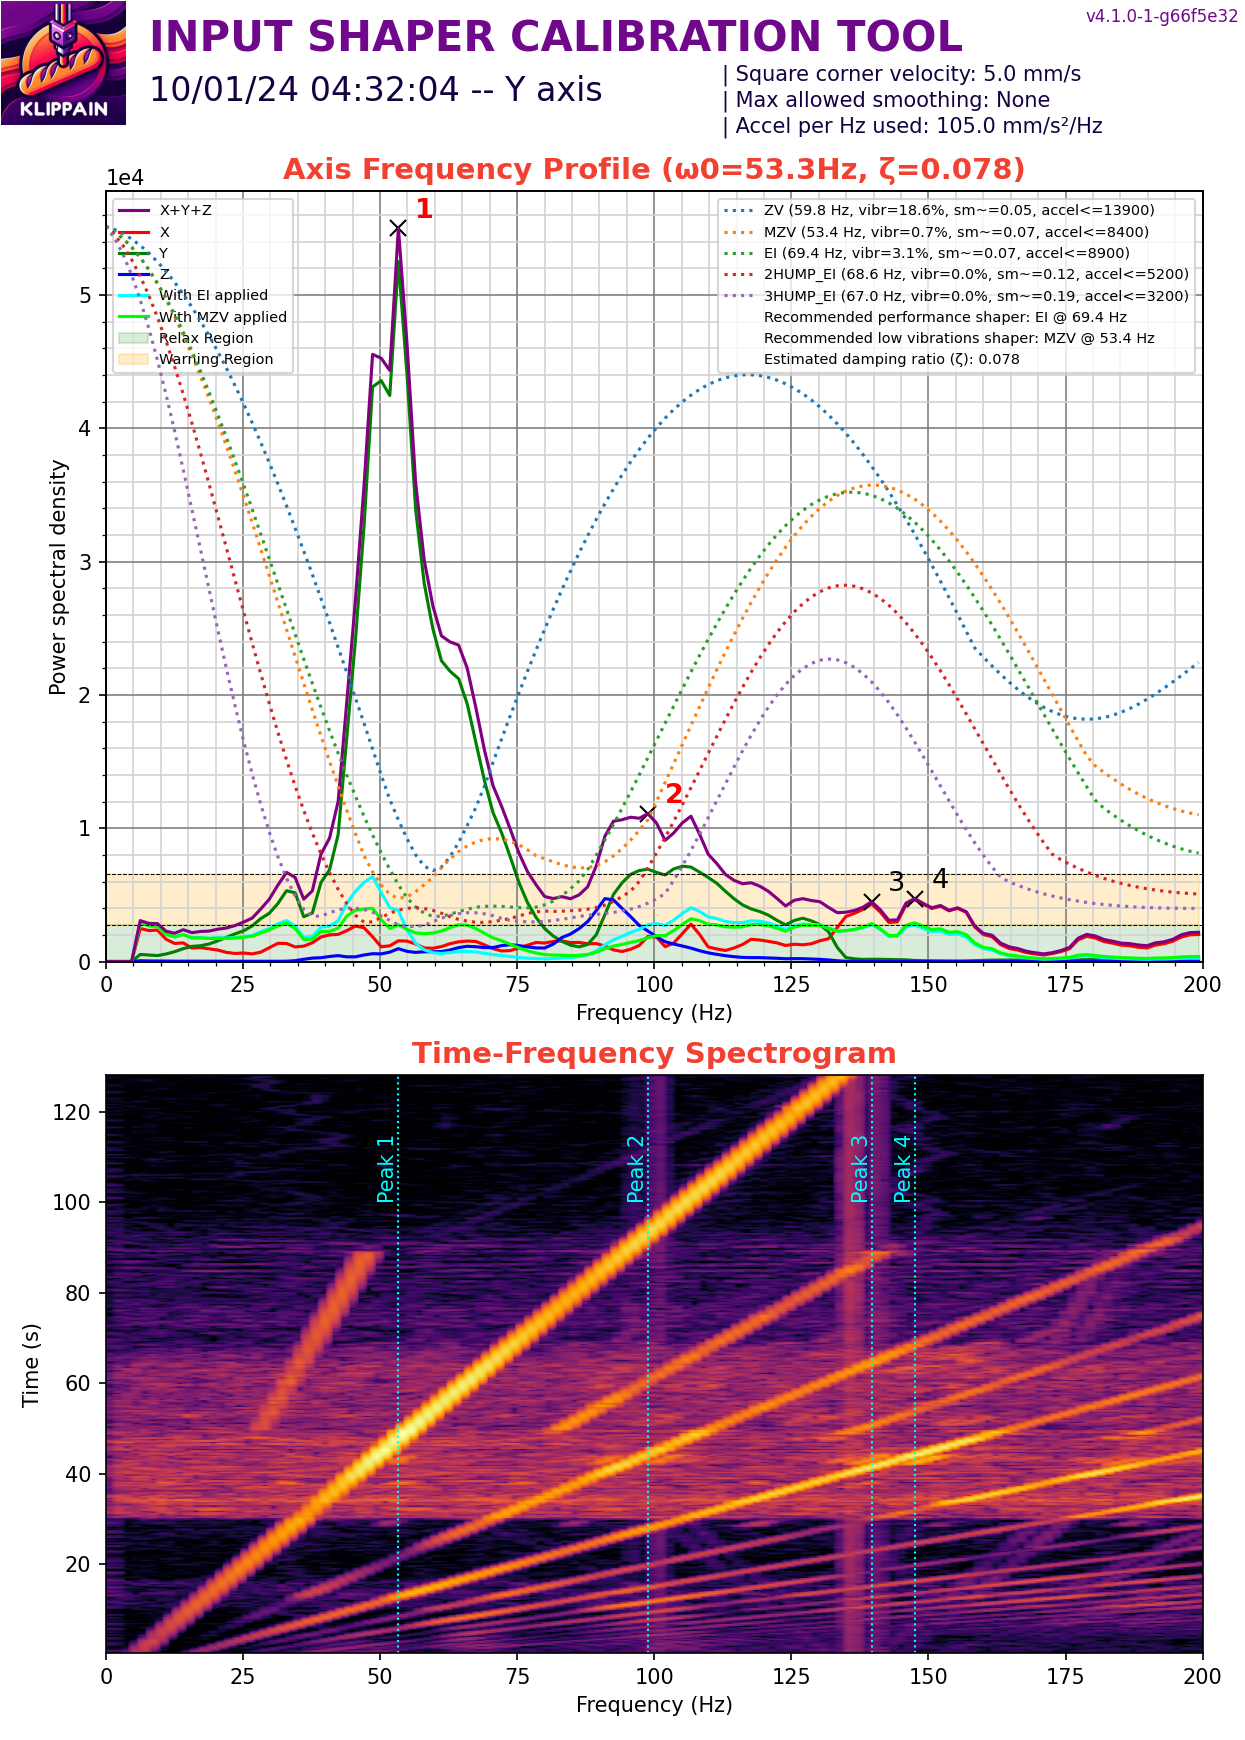 v4.1.0-1-g66f5e32
INPUT SHAPER CALIBRATION TOOL
10/01/24 04:32:04 -- Y axis
| Square corner velocity: 5.0 mm/s
| Max allowed smoothing: None
| Accel per Hz used: 105.0 mm/s²/Hz
KLIPPAIN
Axis Frequency Profile (ω0=53.3Hz, ζ=0.078)
1e4
X+Y+Z
X
Y
Z
With EI applied
With MZV applied
Relax Region
Warning Region
ZV (59.8 Hz, vibr=18.6%, sm~=0.05, accel<=13900)
MZV (53.4 Hz, vibr=0.7%, sm~=0.07, accel<=8400)
EI (69.4 Hz, vibr=3.1%, sm~=0.07, accel<=8900)
2HUMP_EI (68.6 Hz, vibr=0.0%, sm~=0.12, accel<=5200)
3HUMP_EI (67.0 Hz, vibr=0.0%, sm~=0.19, accel<=3200)
Recommended performance shaper: EI @ 69.4 Hz
Recommended low vibrations shaper: MZV @ 53.4 Hz
Estimated damping ratio (ζ): 0.078
1
2
3
4
5
4
3
2
1
0
Power spectral density
0 25 50 75 100 125 150 175 200
Frequency (Hz)
Time-Frequency Spectrogram
Peak 1
Peak 2
Peak 3
Peak 4
120
100
80
60
40
20
Time (s)
0 25 50 75 100 125 150 175 200
Frequency (Hz)